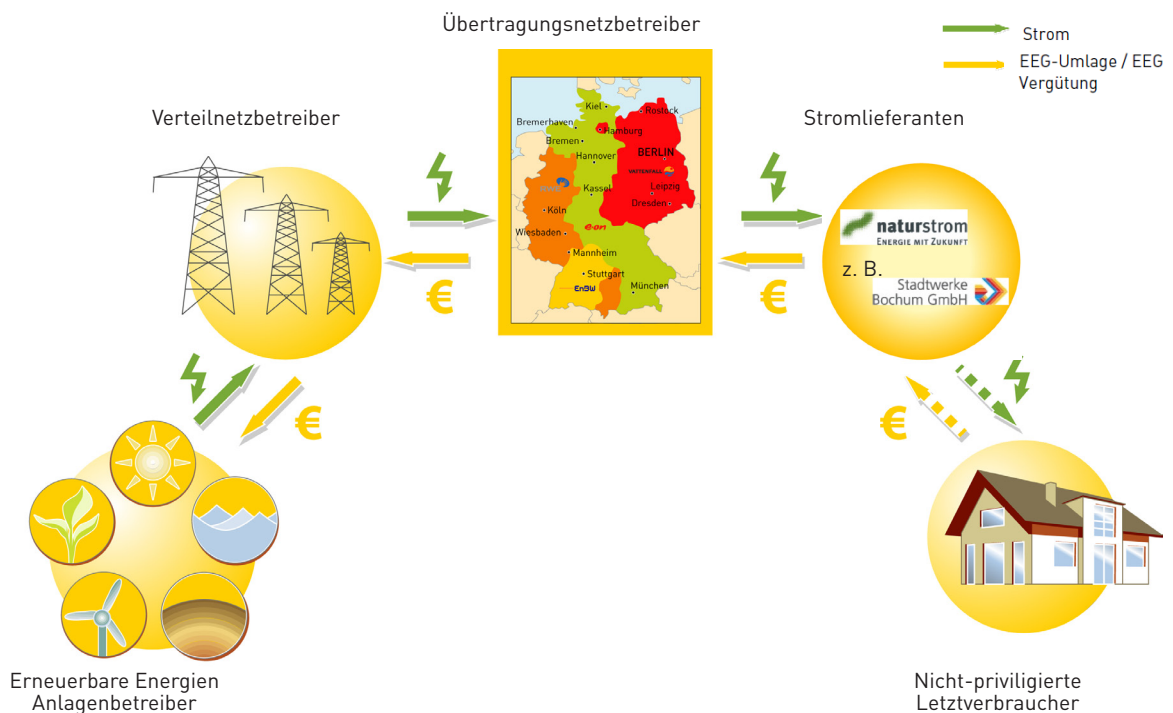 Übertragungsnetzbetreiber
Strom
EEG-Umlage / EEG
Vergütung
Verteilnetzbetreiber
Stromlieferanten
Kiel
Rostock
Bremerhaven
Hamburg
Bremen
Hannover
BERLIN
VATTENFALL
RWE
Kassel
Leipzig
Dresden
Köln
e·on
Wiesbaden
Mannheim
Stuttgart
EnBW
München
naturstrom
ENERGIE MIT ZUKUNFT
z. B.
Stadtwerke
Bochum GmbH
€
€
€
€
Erneuerbare Energien
Anlagenbetreiber
Nicht-priviligierte
Letztverbraucher